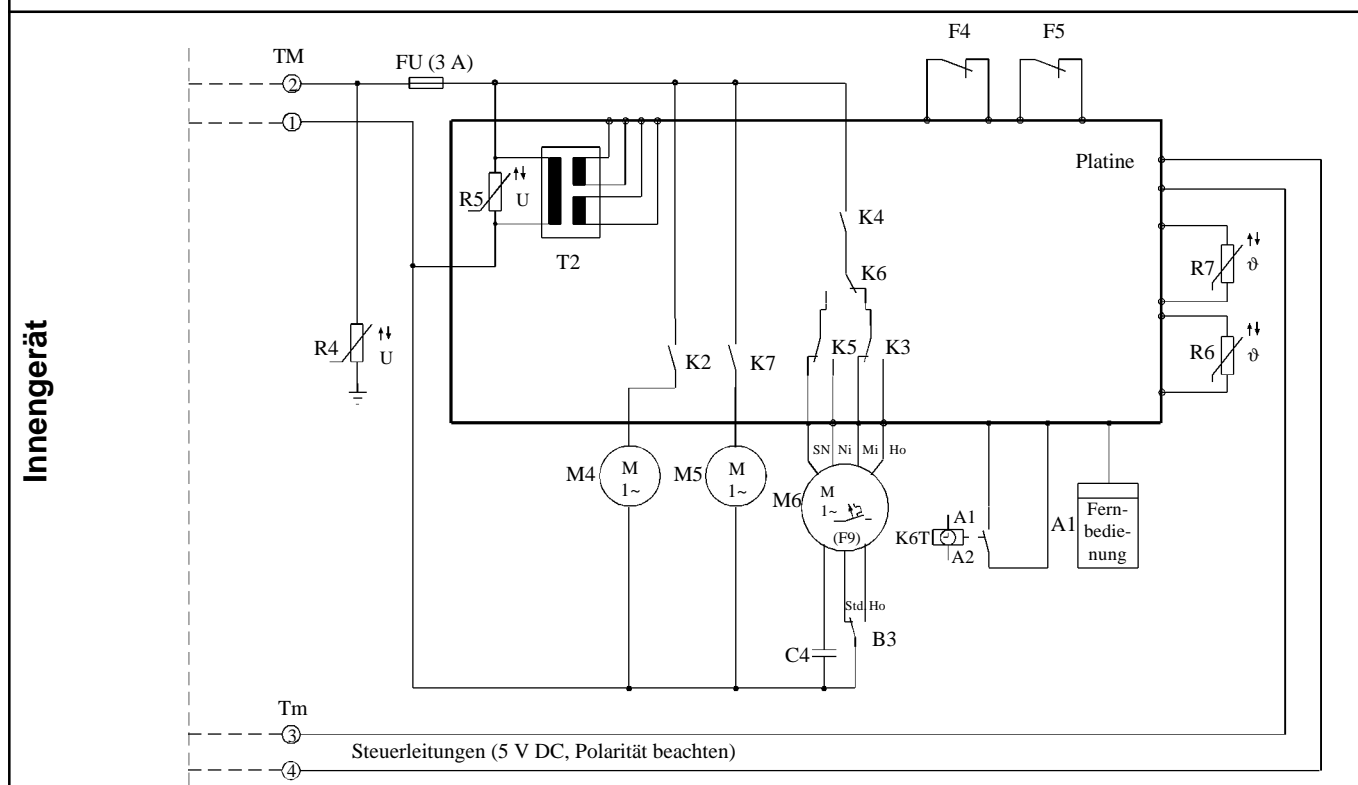 F4
F5
TM
FU (3 A)
2
1
Platine
R5
U
T2
K4
K6
R7
ϑ
R4
U
K2
K7
K5
K3
R6
ϑ
Innengerät
SN
Ni
Mi
Ho
M4
M
1~
M5
M
1~
M6
M
1~
(F9)
K6T
A1
A2
A1
Fern-
bedie-
nung
Std.
Ho
B3
C4
Tm
3
Steuerleitungen (5 V DC, Polarität beachten)
4